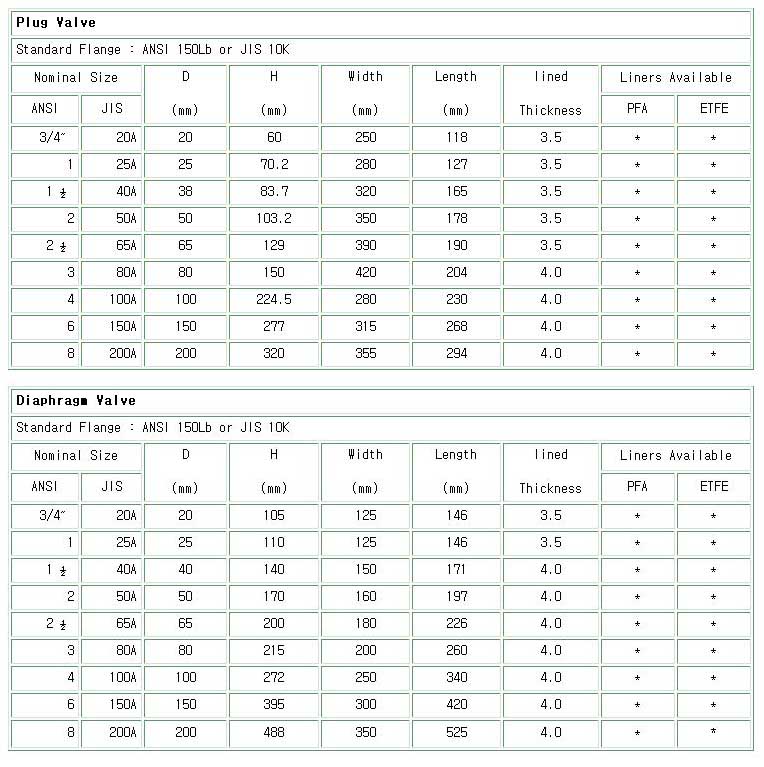 Plug Valve
Standard Flange : ANSI 150Lb or JIS 10K
Nominal Size D H Width Length lined Liners Available
ANSI JIS (mm) (mm) (mm) (mm) Thickness PFA ETFE
3/4″ 20A 20 60 250 118 3.5 * *
1 25A 25 70.2 280 127 3.5 * *
1 ½ 40A 38 83.7 320 165 3.5 * *
2 50A 50 103.2 350 178 3.5 * *
2 ½ 65A 65 129 390 190 3.5 * *
3 80A 80 150 420 204 4.0 * *
4 100A 100 224.5 280 230 4.0 * *
6 150A 150 277 315 268 4.0 * *
8 200A 200 320 355 294 4.0 * *
Diaphragm Valve
Standard Flange : ANSI 150Lb or JIS 10K
Nominal Size D H Width Length lined Liners Available
ANSI JIS (mm) (mm) (mm) (mm) Thickness PFA ETFE
3/4″ 20A 20 105 125 146 3.5 * *
1 25A 25 110 125 146 3.5 * *
1 ½ 40A 40 140 150 171 4.0 * *
2 50A 50 170 160 197 4.0 * *
2 ½ 65A 65 200 180 226 4.0 * *
3 80A 80 215 200 260 4.0 * *
4 100A 100 272 250 340 4.0 * *
6 150A 150 395 300 420 4.0 * *
8 200A 200 488 350 525 4.0 * *